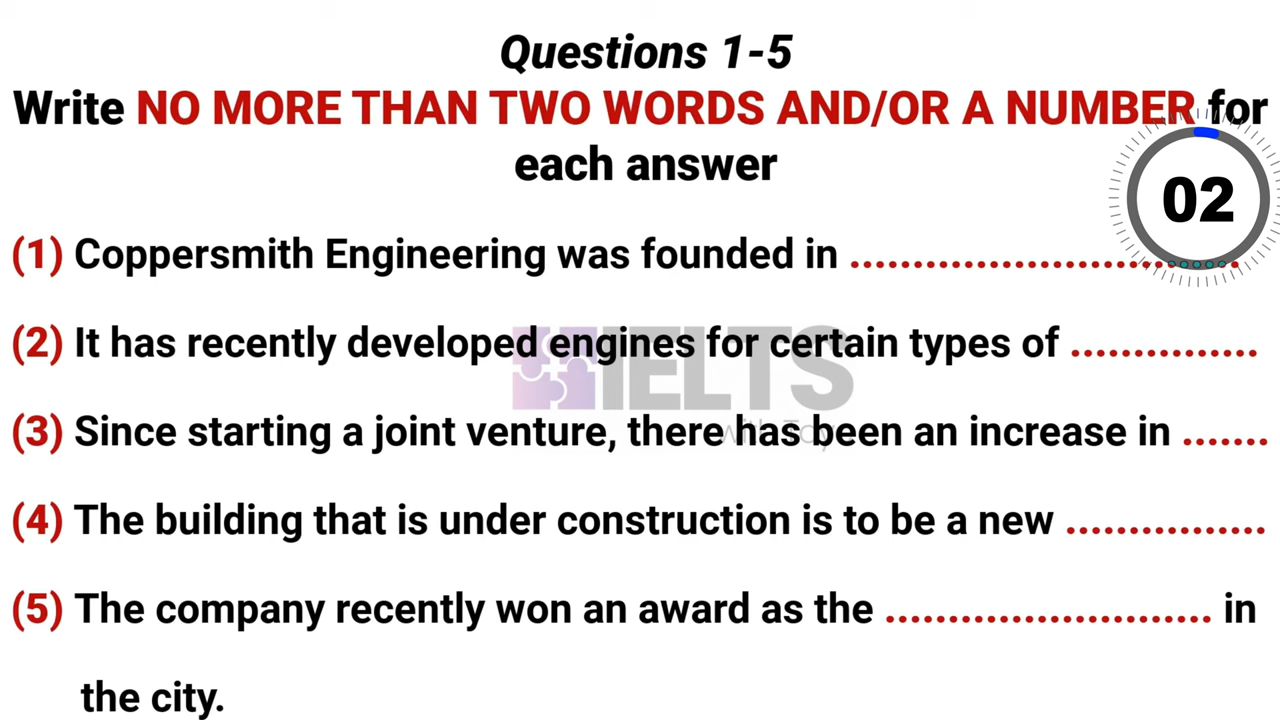 Questions 1-5
Write NO MORE THAN TWO WORDS AND/OR A NUMBER for
each answer
02
(1) Coppersmith Engineering was founded in ....................................
(2) It has recently developed engines for certain types of ...............
IELTS
(3) Since starting a joint venture, there has been an increase in .......
(4) The building that is under construction is to be a new ................
(5) The company recently won an award as the .......................... in
the city.